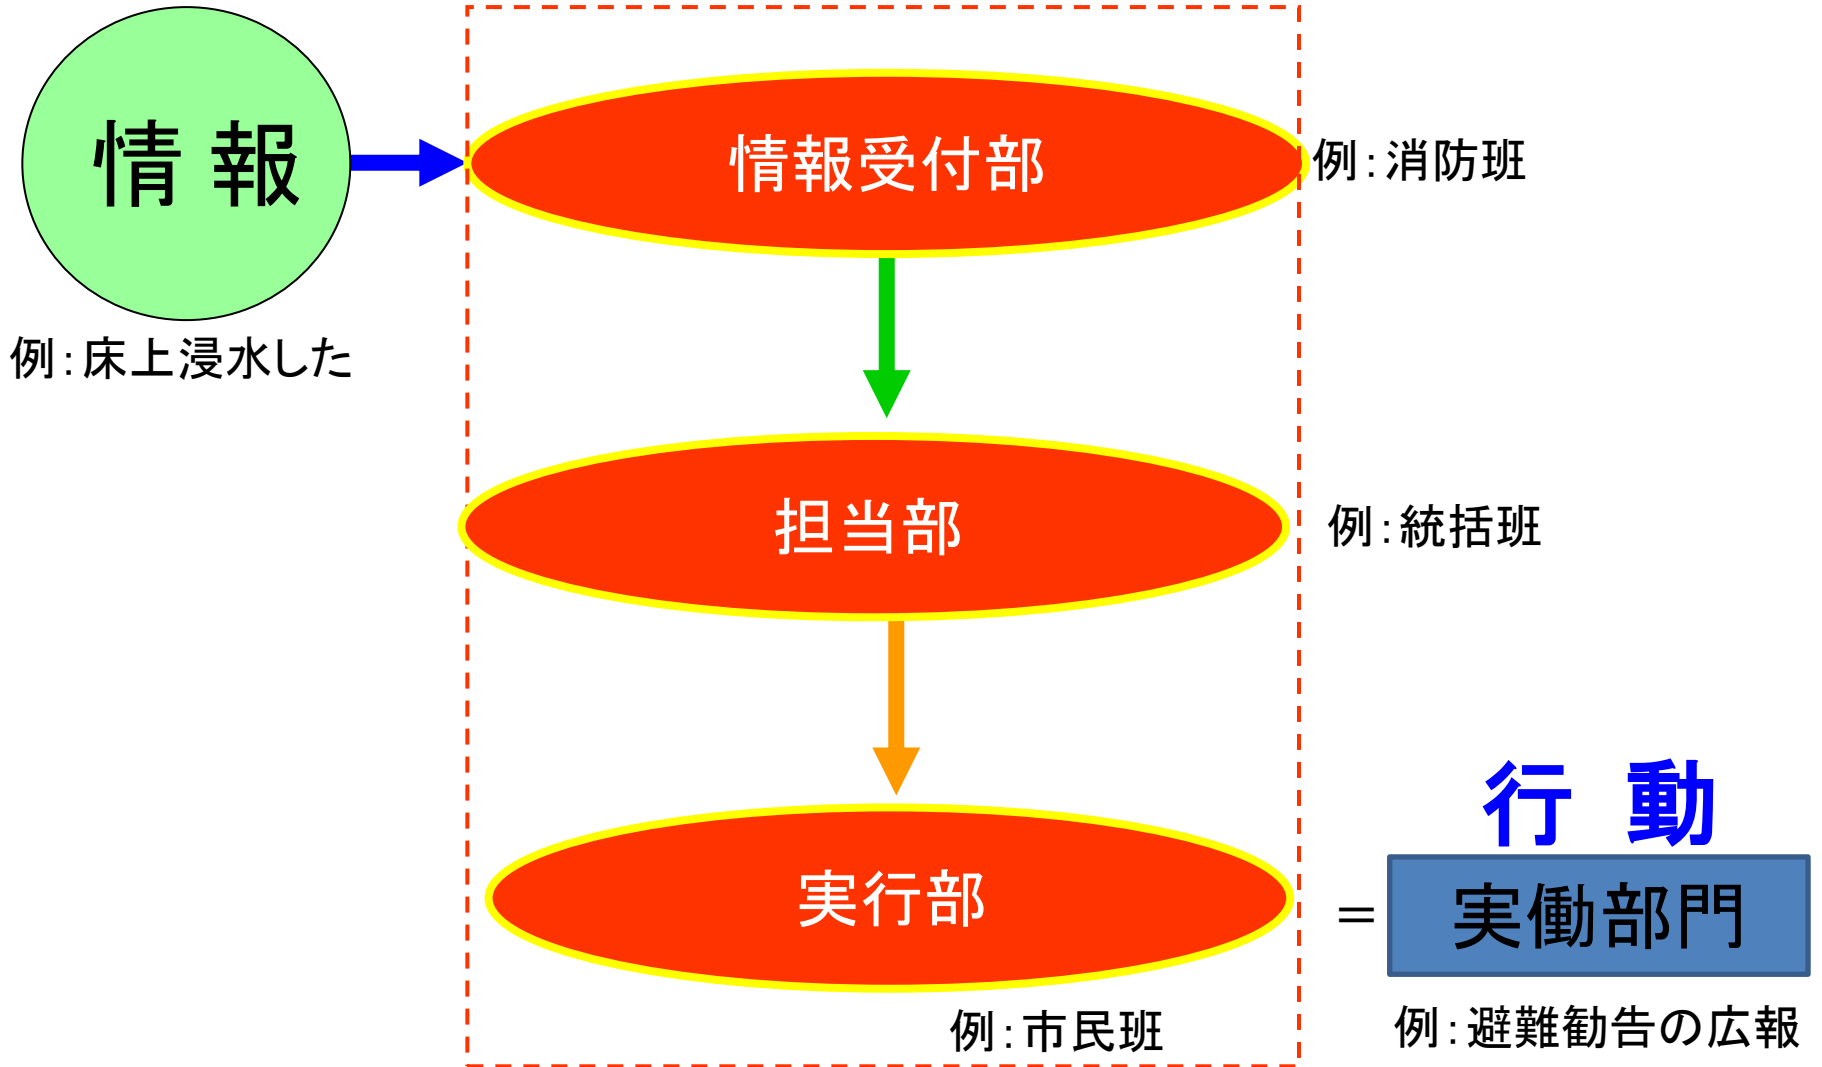 情 報
例：床上浸水した
情報受付部
例：消防班
担当部
例：統括班
実行部
例：市民班
行 動
＝
実働部門
例：避難勧告の広報